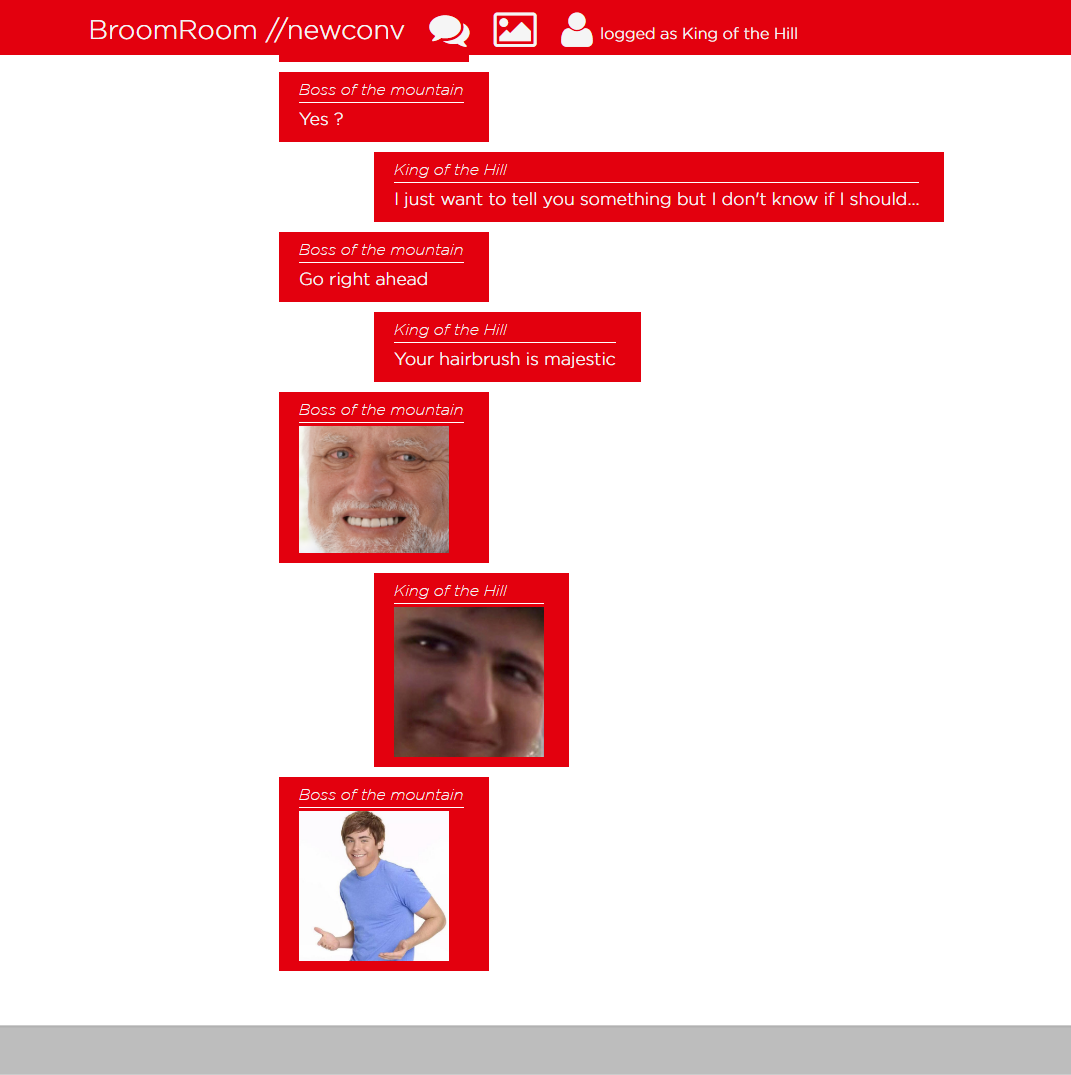 BroomRoom //newconv logged as King of the Hill
Boss of the mountain
Yes ?
King of the Hill
I just want to tell you something but I don't know if I should...
Boss of the mountain
Go right ahead
King of the Hill
Your hairbrush is majestic
Boss of the mountain
King of the Hill
Boss of the mountain